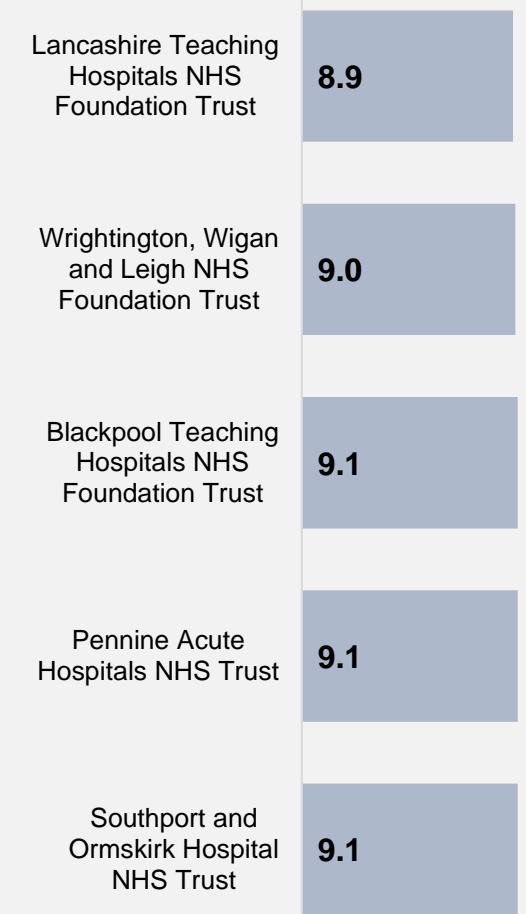 Lancashire Teaching
Hospitals NHS
Foundation Trust
8.9
Wrightington, Wigan
and Leigh NHS
Foundation Trust
9.0
Blackpool Teaching
Hospitals NHS
Foundation Trust
9.1
Pennine Acute
Hospitals NHS Trust
9.1
Southport and
Ormskirk Hospital
NHS Trust
9.1